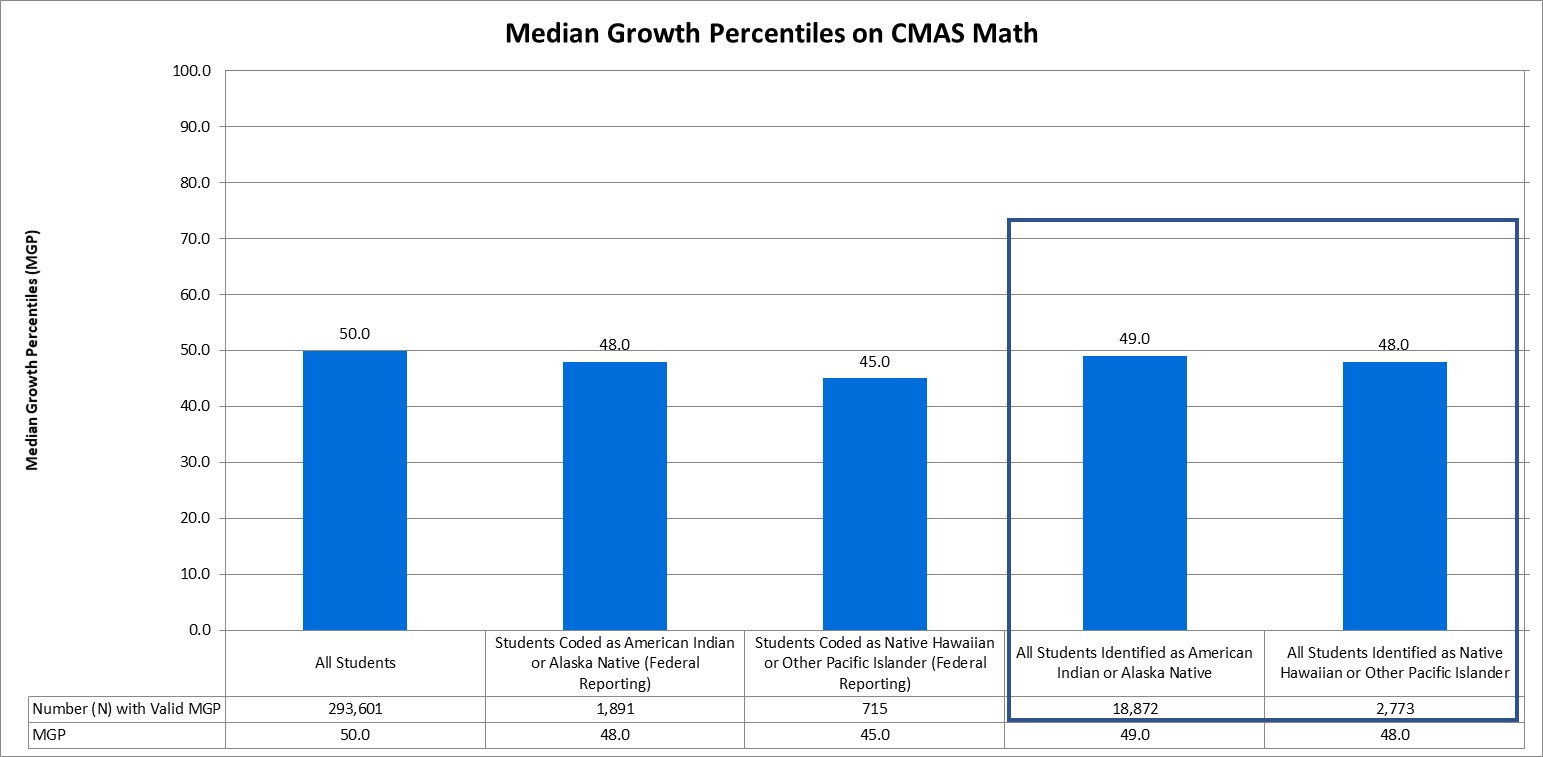 Median Growth Percentiles on CMAS Math
Median Growth Percentiles (MGP)
100.0
90.0
80.0
70.0
60.0
50.0
40.0
30.0
20.0
10.0
0.0
50.0
48.0
45.0
49.0
48.0
All Students
Students Coded as American Indian
or Alaska Native (Federal
Reporting)
Students Coded as Native Hawaiian
or Other Pacific Islander (Federal
Reporting)
All Students Identified as American
Indian or Alaska Native
All Students Identified as Native
Hawaiian or Other Pacific Islander
Number (N) with Valid MGP 293,601 1,891 715 18,872 2,773
MGP 50.0 48.0 45.0 49.0 48.0